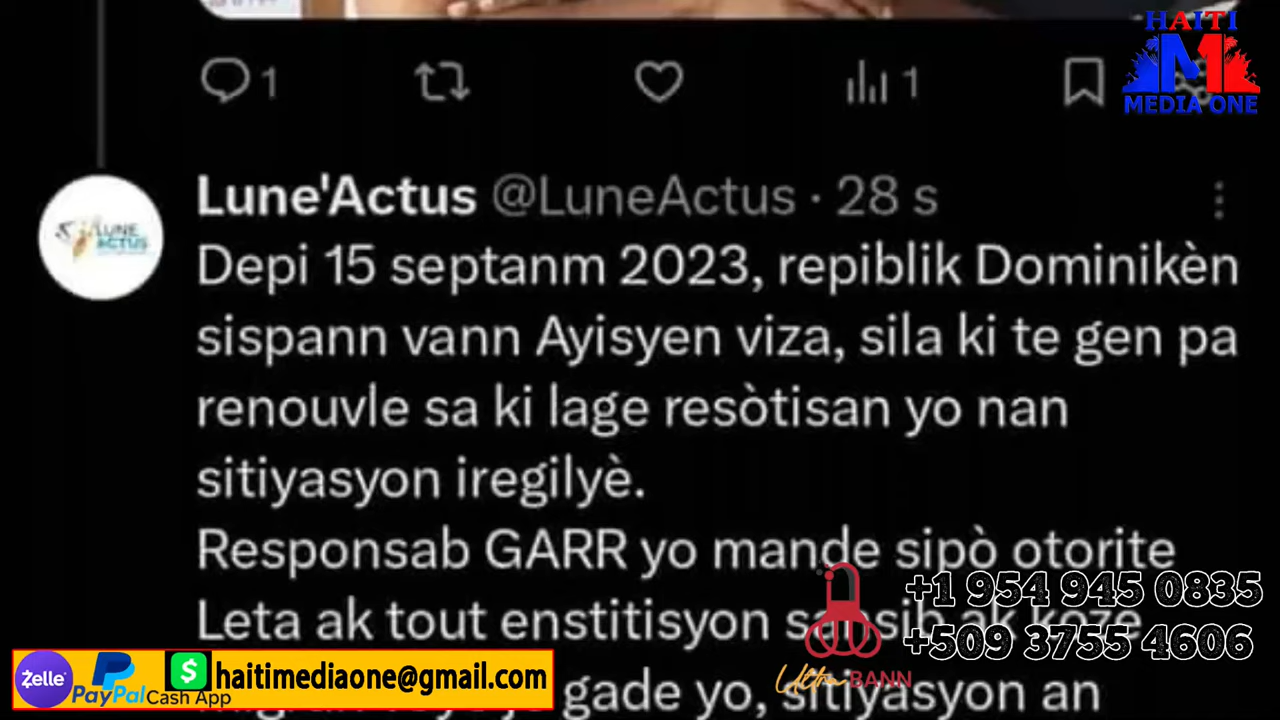 1
1
HAITI
M1
MEDIA ONE
Lune'Actus @LuneActus · 28 s
LUNE
ACTUS
Depi 15 septanm 2023, repiblik Dominikèn
sispann vann Ayisyen viza, sila ki te gen pa
renouvle sa ki lage resòtisan yo nan
sitiyasyon iregilyè.
Responsab GARR yo mande sipò otorite
Leta ak tout enstitisyon
+1 954 945 0835
+509 3755 4606
Zelle
PayPal
$
Cash App
haitimediaone@gmail.com
gade yo, sitiyasyon an
Ultra BANN